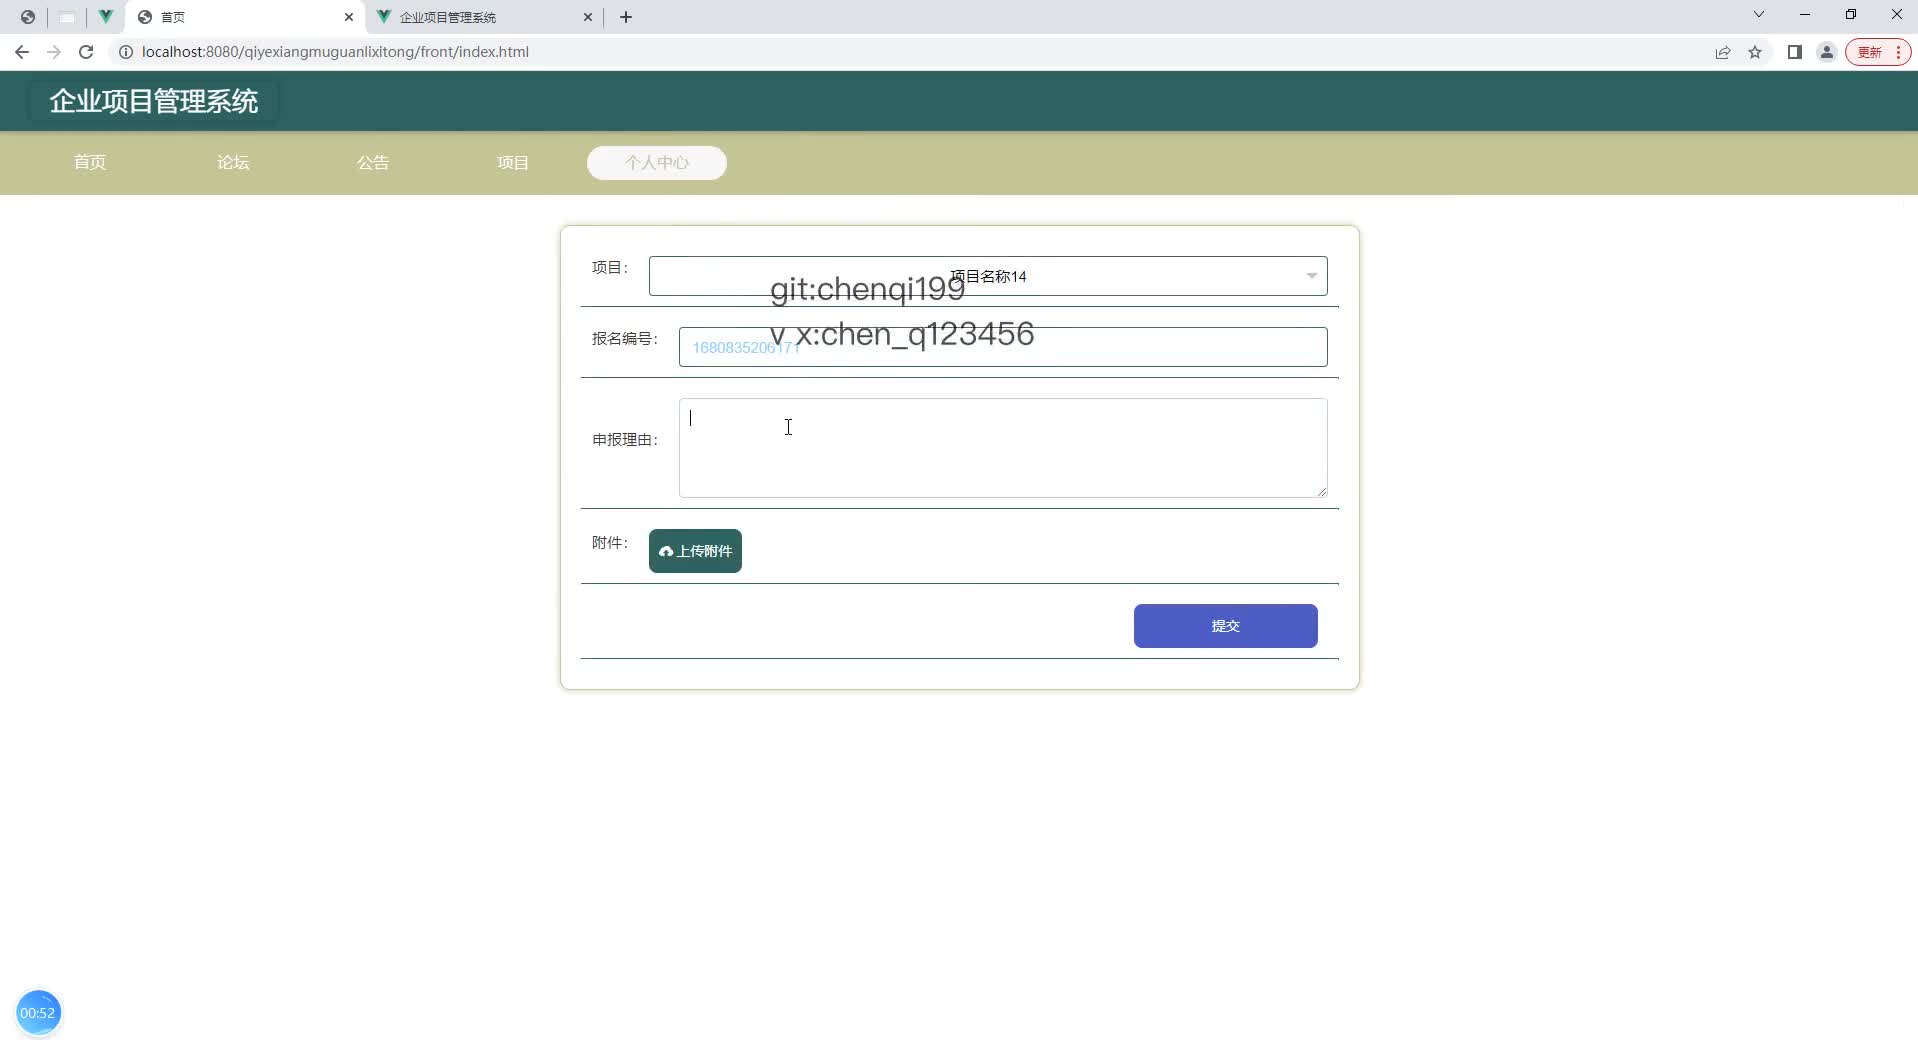 首页
企业项目管理系统
localhost:8080/qiyexiangmuguanlixitong/front/index.html
更新
企业项目管理系统
首页
论坛
公告
项目
个人中心
项目：
项目名称14
git:chenqi199
报名编号：
1680835206171
v x:chen_q123456
申报理由：
附件：
上传附件
提交
00:52